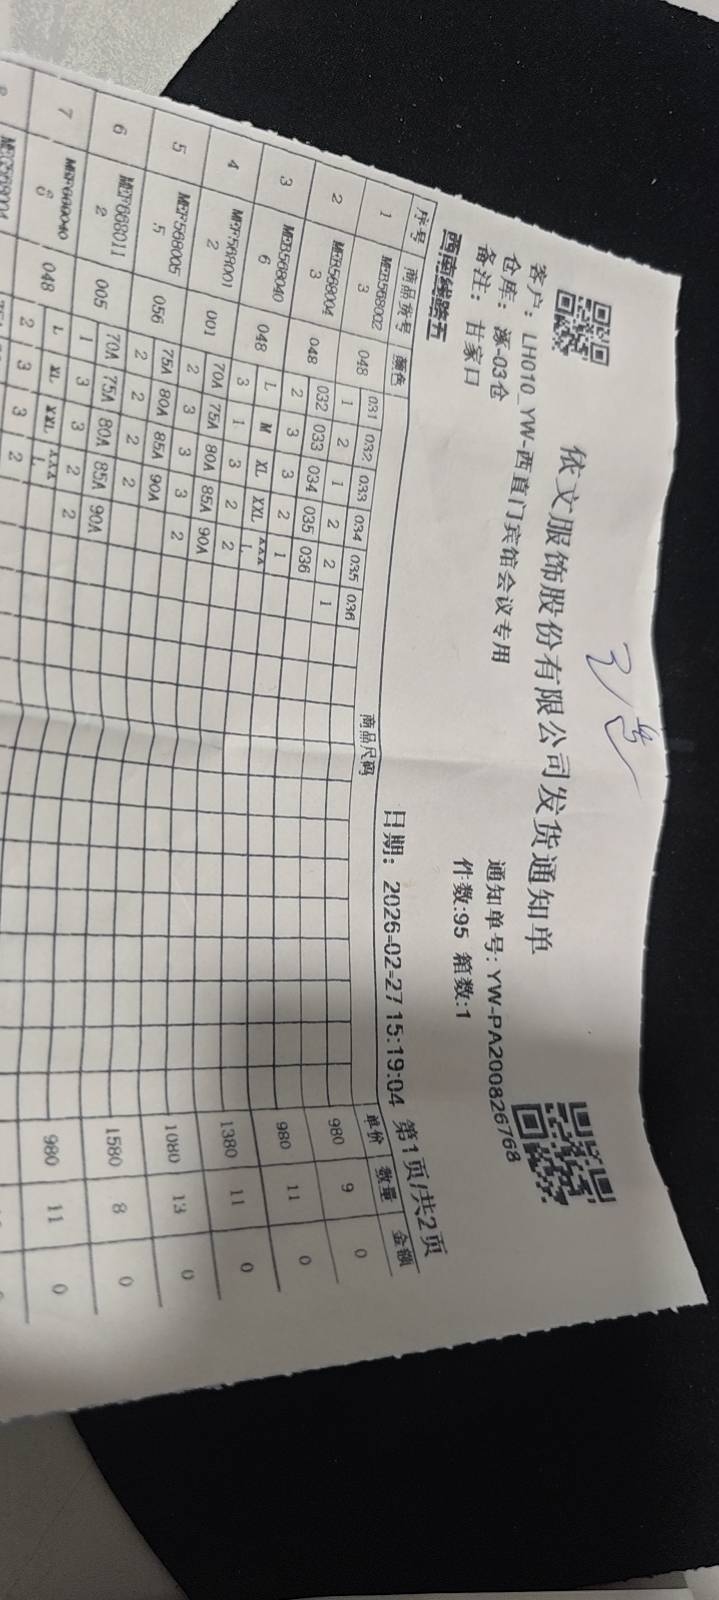 依文服饰股份有限公司发货通知单
客户: LH010_YW-西直门宾馆会议专用 通知单号: YW-PA200826768
仓库: 溧-03仓 件数:95 箱数:1
备注: 甘家口
西南线路五 日期: 2026-02-27 15:19:04 第1页/共2页
序号 商品货号 颜色 商品尺码 单价 数量 金额
031 032 033 034 035 036
1 MEB568002 3 048 1 2 1 2 2 1 980 9 0
032 033 034 035 036
2 MEB568004 3 048 2 3 3 2 1 980 11 0
L M XL XXL XXXL
3 MEB568040 6 048 3 1 3 2 2 1380 11 0
70A 75A 80A 85A 90A
4 MEF568001 2 001 2 3 3 3 2 1080 13 0
75A 80A 85A 90A
5 MEF568005 5 056 2 2 2 2 1580 8 0
70A 75A 80A 85A 90A
6 MEF668011 2 005 1 3 3 2 2 980 11 0
L XL XXL XXXL
7 048 2 3 3 2